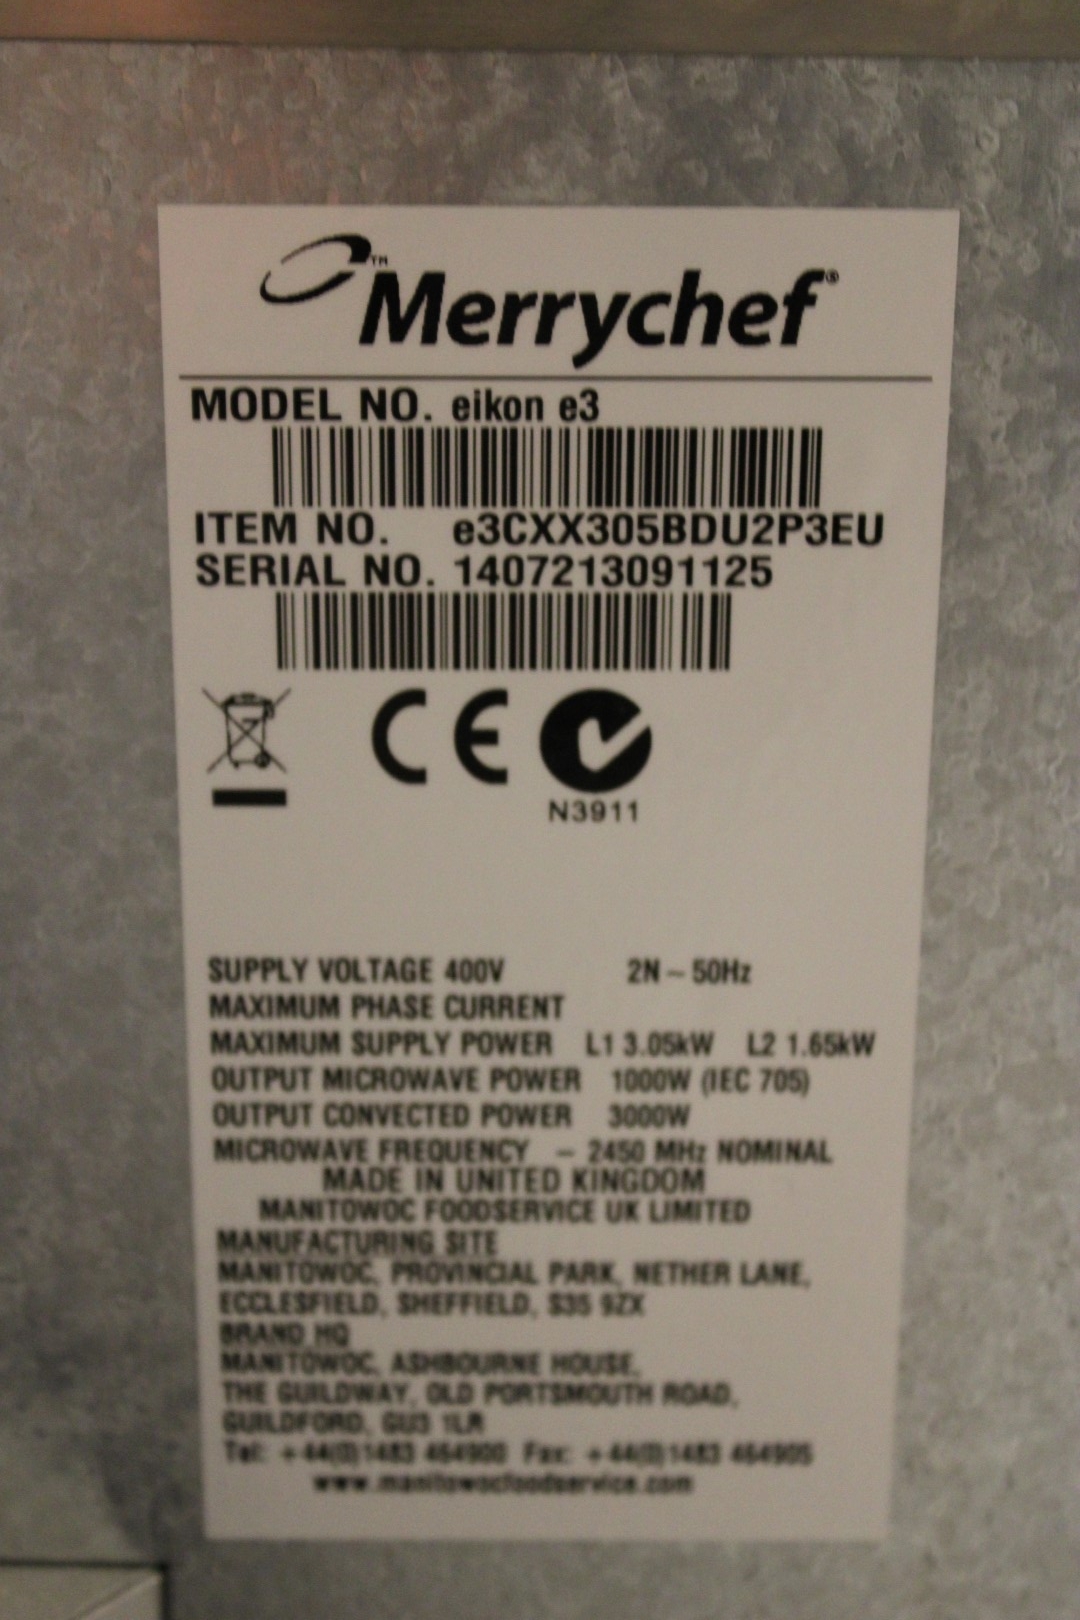 ™Merrychef®
MODEL NO. eikon e3
ITEM NO. e3CXX305BDU2P3EU
SERIAL NO. 1407213091125
CE
N3911
SUPPLY VOLTAGE 400V 2N ~ 50Hz
MAXIMUM PHASE CURRENT
MAXIMUM SUPPLY POWER L1 3.05kW L2 1.65kW
OUTPUT MICROWAVE POWER 1000W (IEC 705)
OUTPUT CONVECTED POWER 3000W
MICROWAVE FREQUENCY – 2450 MHz NOMINAL
MADE IN UNITED KINGDOM
MANITOWOC FOODSERVICE UK LIMITED
MANUFACTURING SITE
MANITOWOC, PROVINCIAL PARK, NETHER LANE,
ECCLESFIELD, SHEFFIELD, S35 9ZX
BRAND HQ
MANITOWOC, ASHBOURNE HOUSE,
THE GUILDWAY, OLD PORTSMOUTH ROAD,
GUILDFORD, GU3 1LR
Tel: +44(0)1483 464900 Fax: +44(0)1483 464905
www.manitowocfoodservice.com